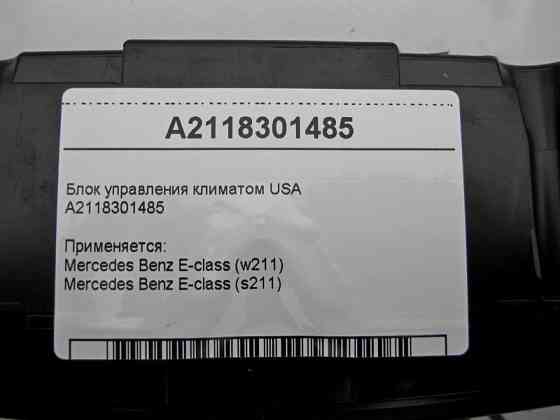 A2118301485
Блок управления климатом USA
A2118301485
Применяется:
Mercedes Benz E-class (w211)
Mercedes Benz E-class (s211)